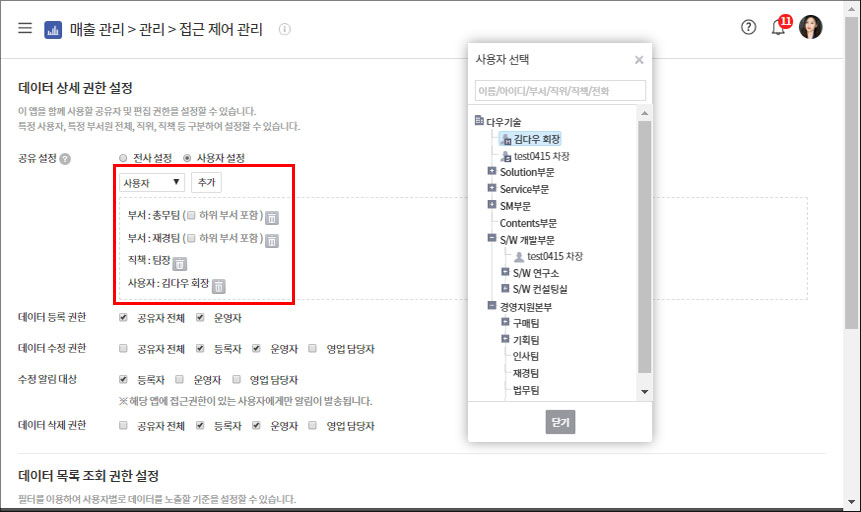 매출 관리 > 관리 > 접근 제어 관리
11
데이터 상세 권한 설정
이 앱을 함께 사용할 공유자 및 편집 권한을 설정할 수 있습니다.
특정 사용자, 특정 부서원 전체, 직위, 직책 등 구분하여 설정할 수 있습니다.
공유 설정 ? 전사 설정 사용자 설정
사용자 ▼ 추가
부서 : 총무팀 ( 하위 부서 포함 )
부서 : 재경팀 ( 하위 부서 포함 )
직책 : 팀장
사용자 : 김다우 회장
데이터 등록 권한 공유자 전체 운영자
데이터 수정 권한 공유자 전체 등록자 운영자 영업 담당자
수정 알림 대상 등록자 운영자 영업 담당자
※ 해당 앱에 접근권한이 있는 사용자에게만 알림이 발송됩니다.
데이터 삭제 권한 공유자 전체 등록자 운영자 영업 담당자
데이터 목록 조회 권한 설정
필터를 이용하여 사용자별로 데이터를 노출할 기준을 설정할 수 있습니다.
사용자 선택
이름/아이디/부서/직위/직책/전화
다우기술
김다우 회장
test0415 차장
Solution부문
Service부문
SM부문
Contents부문
S/W 개발부문
test0415 차장
S/W 연구소
S/W 컨설팅실
경영지원본부
구매팀
기획팀
인사팀
재경팀
법무팀
닫기